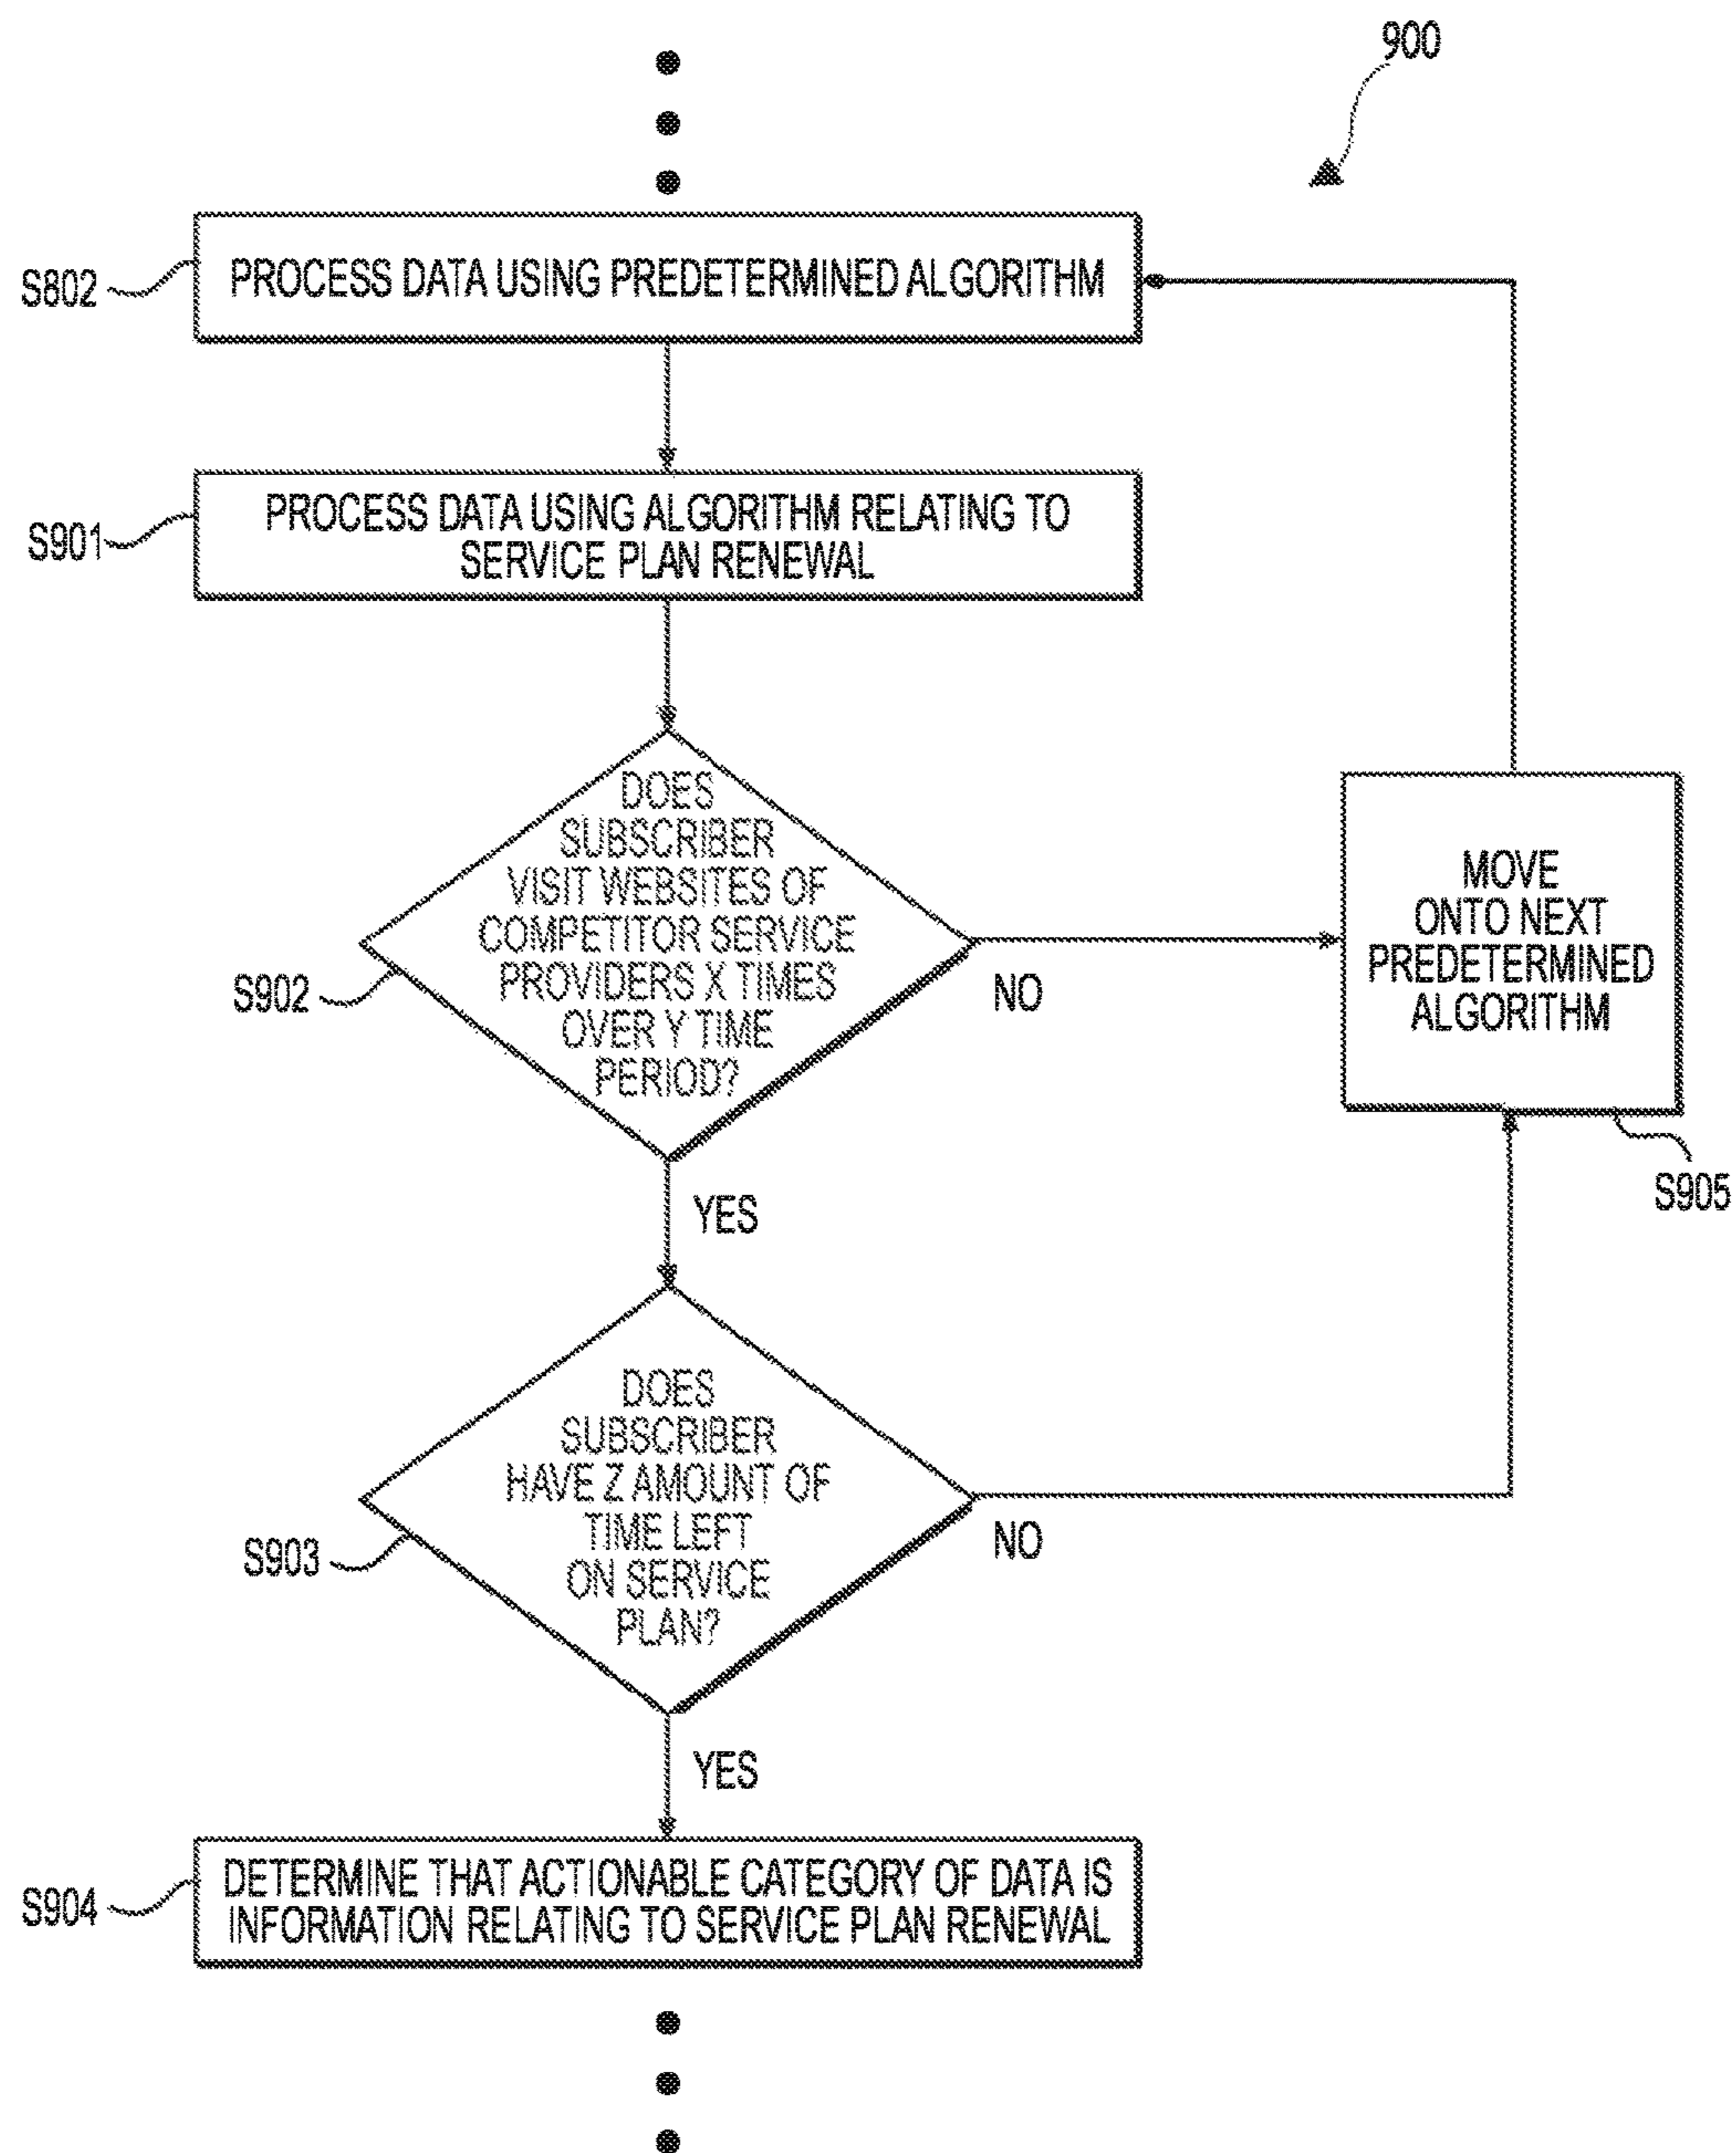 900
S802
PROCESS DATA USING PREDETERMINED ALGORITHM
S901
PROCESS DATA USING ALGORITHM RELATING TO
SERVICE PLAN RENEWAL
DOES
SUBSCRIBER
VISIT WEBSITES OF
COMPETITOR SERVICE
PROVIDERS X TIMES
OVER Y TIME
PERIOD?
S902
NO
MOVE
ONTO NEXT
PREDETERMINED
ALGORITHM
S905
YES
DOES
SUBSCRIBER
HAVE Z AMOUNT OF
TIME LEFT
ON SERVICE
PLAN?
S903
NO
YES
S904
DETERMINE THAT ACTIONABLE CATEGORY OF DATA IS
INFORMATION RELATING TO SERVICE PLAN RENEWAL